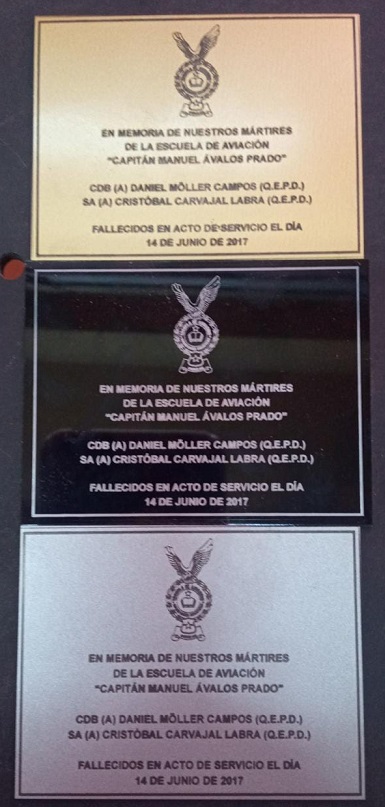 EN MEMORIA DE NUESTROS MÁRTIRES
DE LA ESCUELA DE AVIACIÓN
"CAPITÁN MANUEL ÁVALOS PRADO"
CDB (A) DANIEL MÖLLER CAMPOS (Q.E.P.D.)
SA (A) CRISTÓBAL CARVAJAL LABRA (Q.E.P.D.)
FALLECIDOS EN ACTO DE SERVICIO EL DÍA
14 DE JUNIO DE 2017
EN MEMORIA DE NUESTROS MÁRTIRES
DE LA ESCUELA DE AVIACIÓN
"CAPITÁN MANUEL ÁVALOS PRADO"
CDB (A) DANIEL MÖLLER CAMPOS (Q.E.P.D.)
SA (A) CRISTÓBAL CARVAJAL LABRA (Q.E.P.D.)
FALLECIDOS EN ACTO DE SERVICIO EL DÍA
14 DE JUNIO DE 2017
EN MEMORIA DE NUESTROS MÁRTIRES
DE LA ESCUELA DE AVIACIÓN
"CAPITÁN MANUEL ÁVALOS PRADO"
CDB (A) DANIEL MÖLLER CAMPOS (Q.E.P.D.)
SA (A) CRISTÓBAL CARVAJAL LABRA (Q.E.P.D.)
FALLECIDOS EN ACTO DE SERVICIO EL DÍA
14 DE JUNIO DE 2017